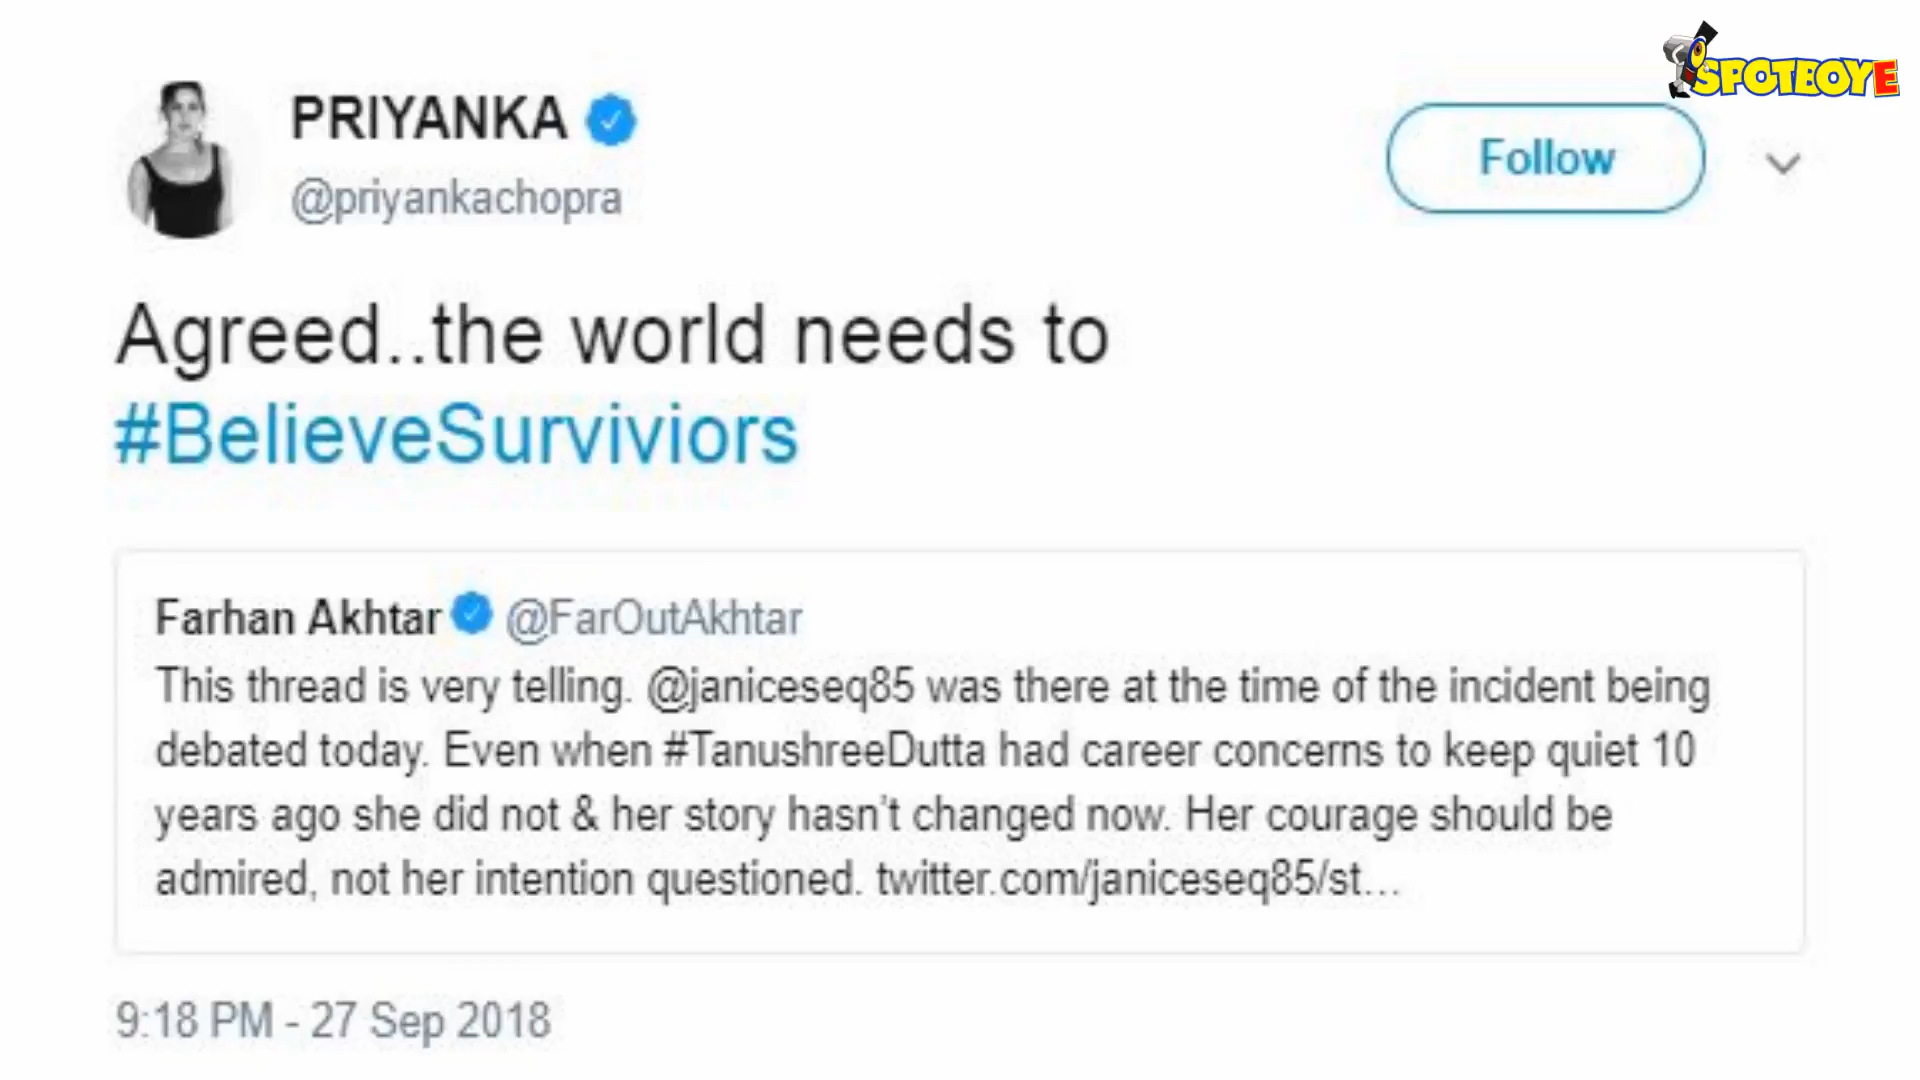 SPOTBOYE
PRIYANKA
@priyankachopra
Follow
Agreed..the world needs to
#BelieveSurviviors
Farhan Akhtar @FarOutAkhtar
This thread is very telling. @janiceseq85 was there at the time of the incident being
debated today. Even when #TanushreeDutta had career concerns to keep quiet 10
years ago she did not & her story hasn't changed now. Her courage should be
admired, not her intention questioned. twitter.com/janiceseq85/st…
9:18 PM - 27 Sep 2018